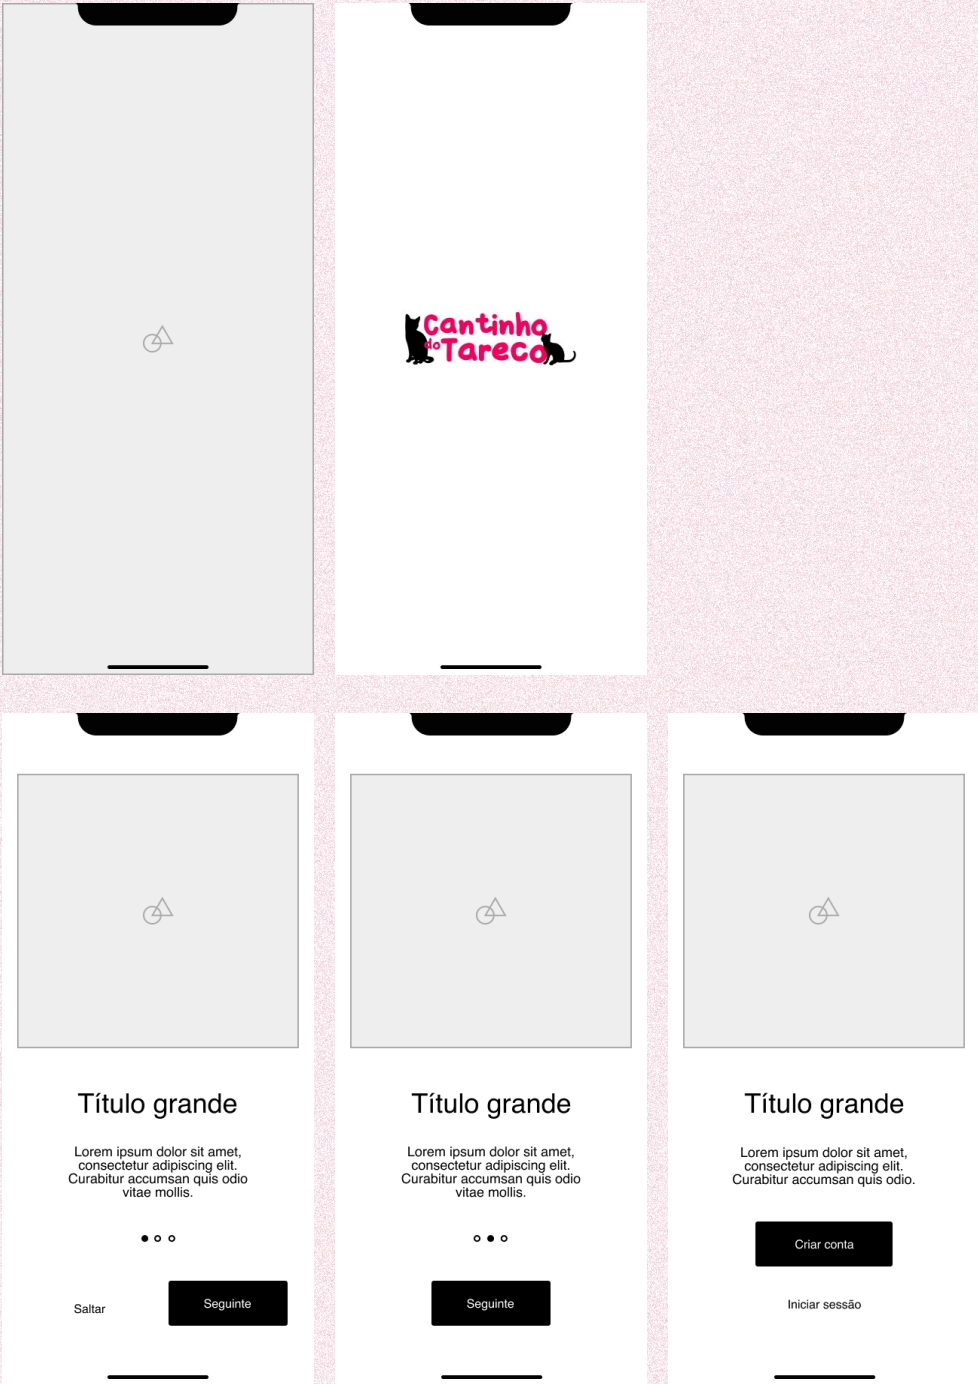 Cantinho
do Tareco
Título grande
Lorem ipsum dolor sit amet,
consectetur adipiscing elit.
Curabitur accumsan quis odio
vitae mollis.
Saltar
Seguinte
Título grande
Lorem ipsum dolor sit amet,
consectetur adipiscing elit.
Curabitur accumsan quis odio
vitae mollis.
Seguinte
Título grande
Lorem ipsum dolor sit amet,
consectetur adipiscing elit.
Curabitur accumsan quis odio.
Criar conta
Iniciar sessão